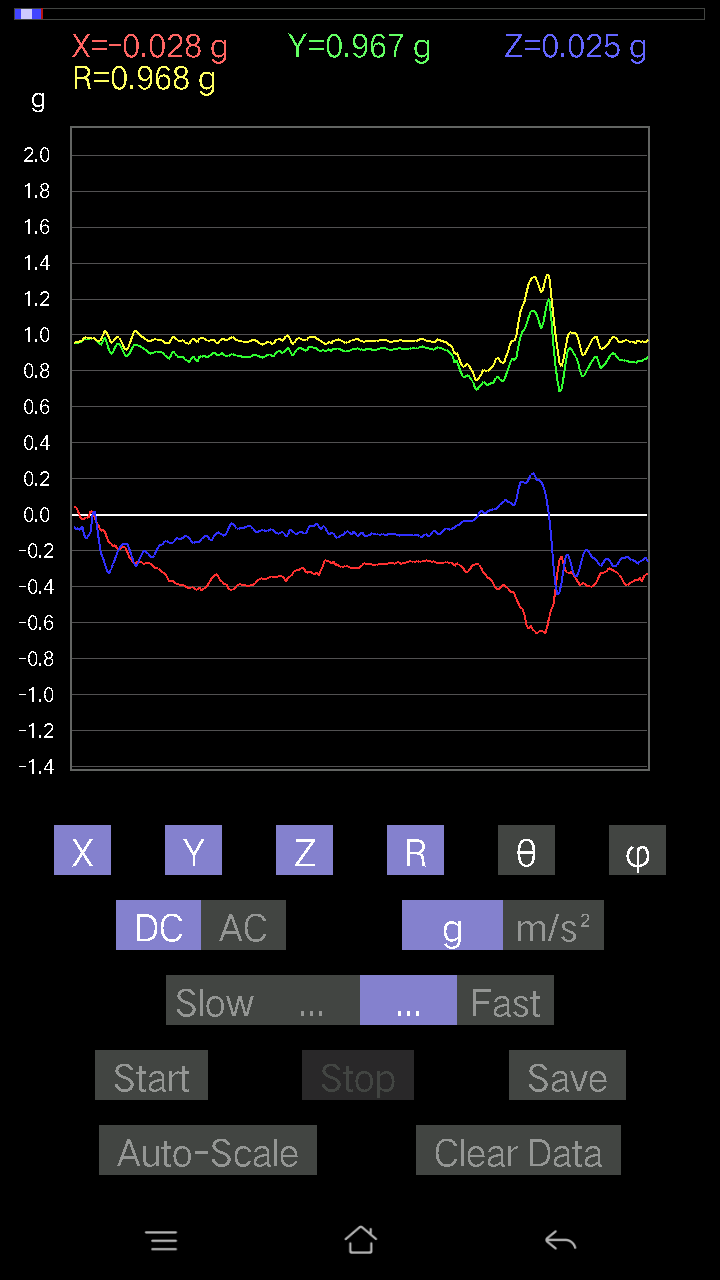 X=-0.028 g Y=0.967 g Z=0.025 g
R=0.968 g
g
2.0
1.8
1.6
1.4
1.2
1.0
0.8
0.6
0.4
0.2
0.0
-0.2
-0.4
-0.6
-0.8
-1.0
-1.2
-1.4
X Y Z R θ φ
DC AC g m/s²
Slow ... ... Fast
Start Stop Save
Auto-Scale Clear Data